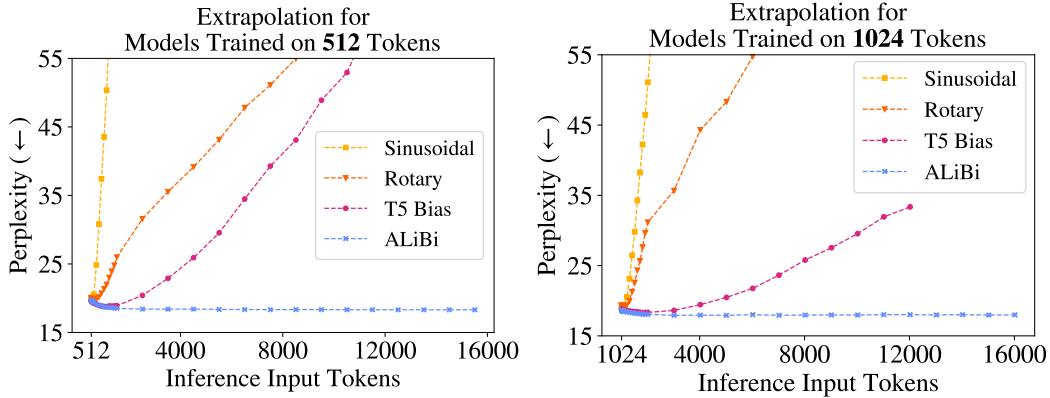 Extrapolation for
Models Trained on 512 Tokens
55
45
35
25
15
Perplexity (←)
Sinusoidal
Rotary
T5 Bias
ALiBi
512 4000 8000 12000 16000
Inference Input Tokens
Extrapolation for
Models Trained on 1024 Tokens
55
45
35
25
15
Perplexity (←)
Sinusoidal
Rotary
T5 Bias
ALiBi
1024 4000 8000 12000 16000
Inference Input Tokens